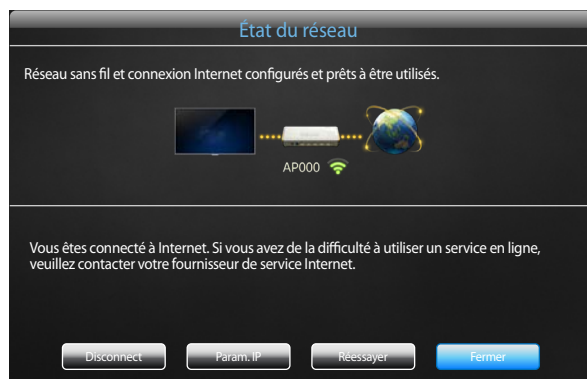 État du réseau
Réseau sans fil et connexion Internet configurés et prêts à être utilisés.
AP000
Vous êtes connecté à Internet. Si vous avez de la difficulté à utiliser un service en ligne,
veuillez contacter votre fournisseur de service Internet.
Disconnect
Param. IP
Réessayer
Fermer